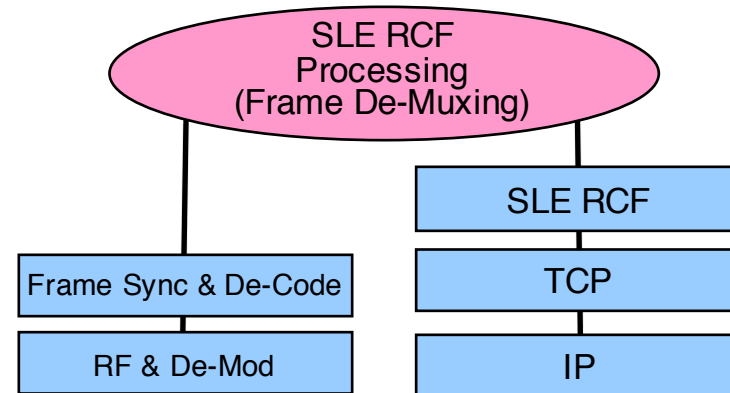 SLE RCF
Processing
(Frame De-Muxing)
SLE RCF
Frame Sync & De-Code
TCP
RF & De-Mod
IP